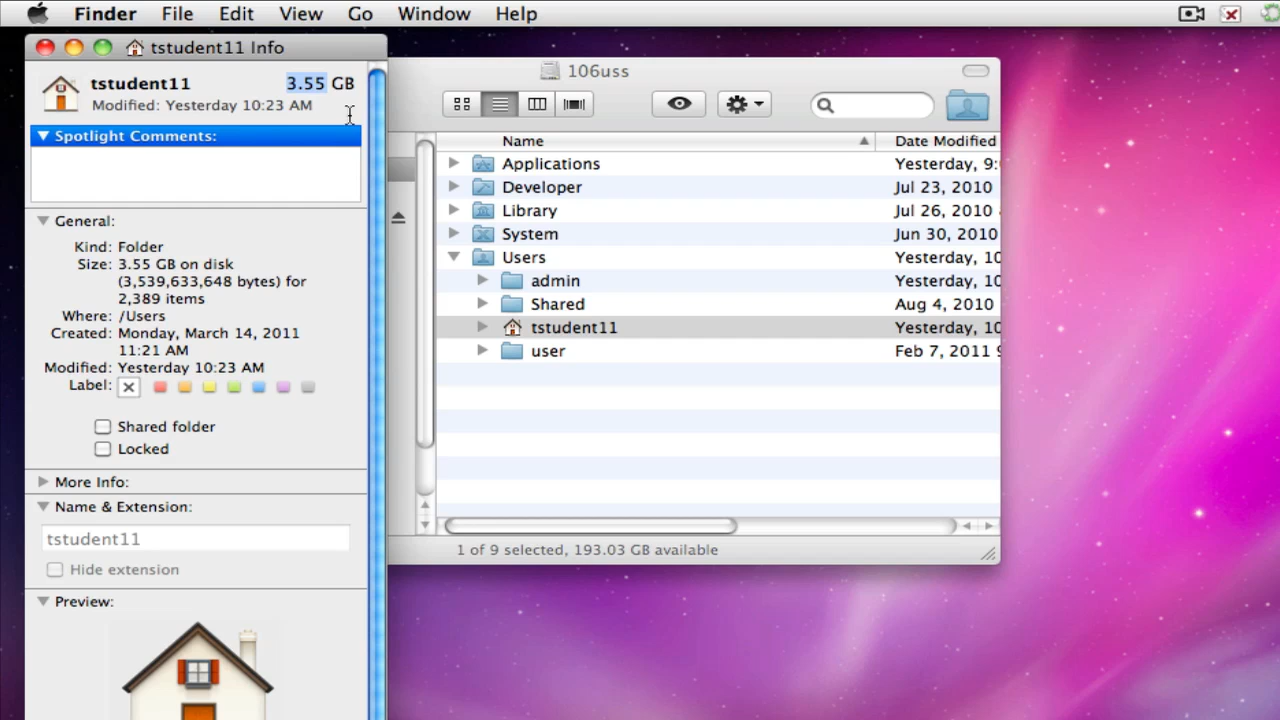 Finder File Edit View Go Window Help
tstudent11 Info
tstudent11 3.55 GB
Modified: Yesterday 10:23 AM
Spotlight Comments:
General:
Kind: Folder
Size: 3.55 GB on disk
(3,539,633,648 bytes) for
2,389 items
Where: /Users
Created: Monday, March 14, 2011
11:21 AM
Modified: Yesterday 10:23 AM
Label:
Shared folder
Locked
More Info:
Name & Extension:
tstudent11
Hide extension
Preview:
106uss
Name Date Modified
Applications Yesterday, 9:
Developer Jul 23, 2010
Library Jul 26, 2010
System Jun 30, 2010
Users Yesterday, 10
admin Yesterday, 10
Shared Aug 4, 2010
tstudent11 Yesterday, 10
user Feb 7, 2011 9
1 of 9 selected, 193.03 GB available